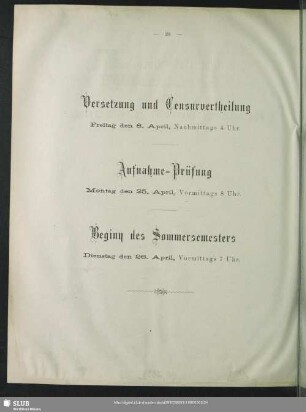 — 28 —
Versetzung und Censurvertheilung
Freitag den 8. April, Nachmittags 4 Uhr.
Aufnahme-Prüfung
Montag den 25. April, Vormittags 9 Uhr.
Beginn des Sommersemesters
Dienstag den 26. April, Vormittags 7 Uhr.
SLUB
Wir führen Wissen.